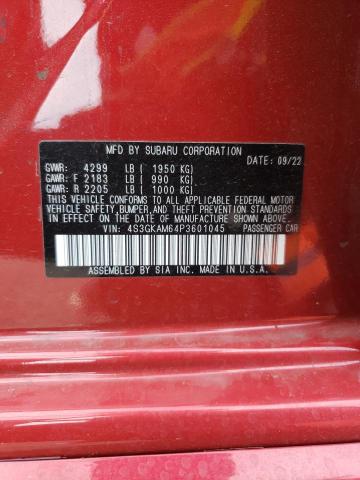 MFD BY SUBARU CORPORATION
GVWR: 4299 LB ( 1950 KG) DATE: 09/22
GAWR: F 2183 LB ( 990 KG)
GAWR: R 2205 LB ( 1000 KG)
THIS VEHICLE CONFORMS TO ALL APPLICABLE FEDERAL MOTOR
VEHICLE SAFETY, BUMPER, AND THEFT PREVENTION
STANDARDS IN EFFECT ON THE
DATE OF MANUFACTURE SHOWN ABOVE.
VIN: 4S3GKAM64P3601045 PASSENGER CAR
ASSEMBLED BY SIA INC. MADE IN U.S.A.